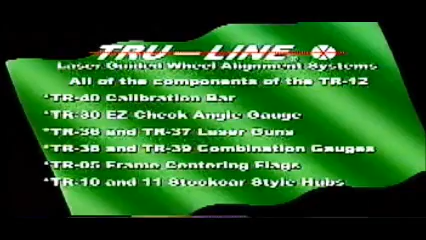 TRU-LINE
Laser Guided Wheel Alignment Systems
All of the components of the TR-12
*TR-40 Calibration Bar
*TR-80 EZ Check Angle Gauge
*TR-36 and TR-37 Laser Guns
*TR-38 and TR-39 Combination Gauges
*TR-05 Frame Centering Flags
*TR-10 and 11 Stockcar Style Hubs